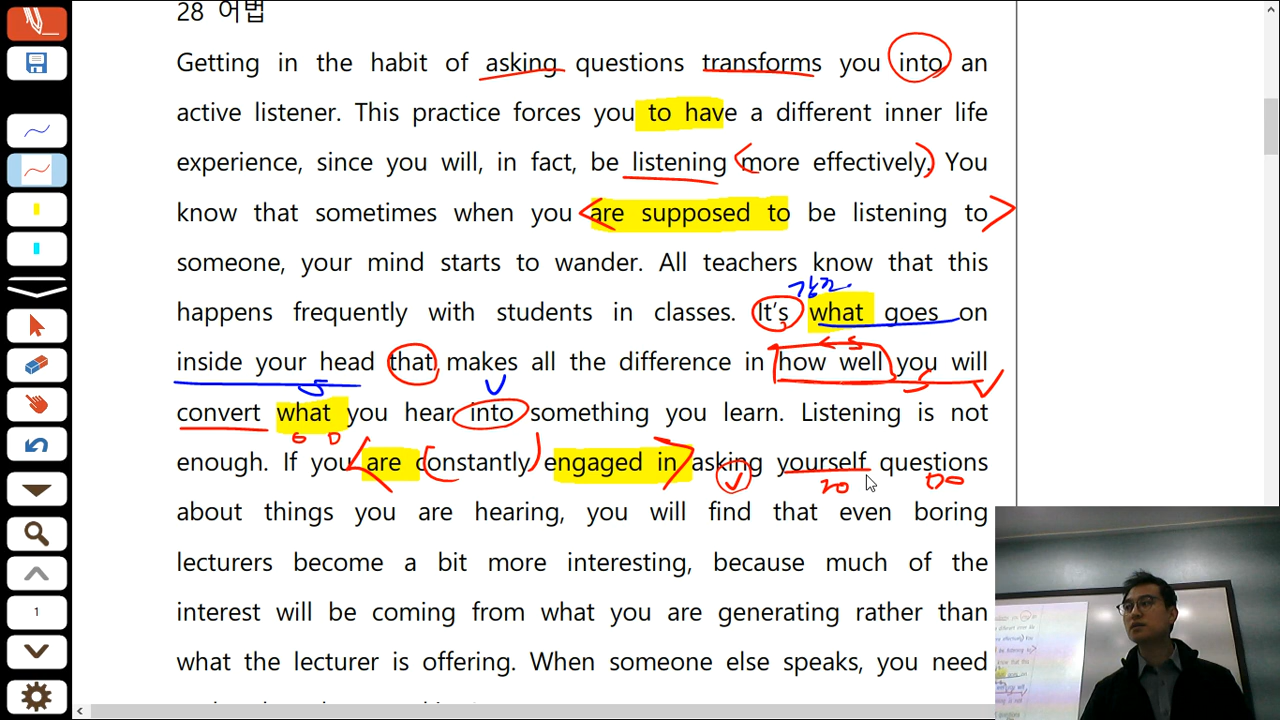 28 어법
Getting in the habit of asking questions transforms you into an
active listener. This practice forces you to have a different inner life
experience, since you will, in fact, be listening more effectively. You
know that sometimes when you are supposed to be listening to
someone, your mind starts to wander. All teachers know that this
강조
happens frequently with students in classes. It's what goes on
inside your head that makes all the difference in how well you will
S
S
V
convert what you hear into something you learn. Listening is not
enough. If you are constantly engaged in asking yourself questions
IO
DO
about things you are hearing, you will find that even boring
lecturers become a bit more interesting, because much of the
interest will be coming from what you are generating rather than
1
what the lecturer is offering. When someone else speaks, you need